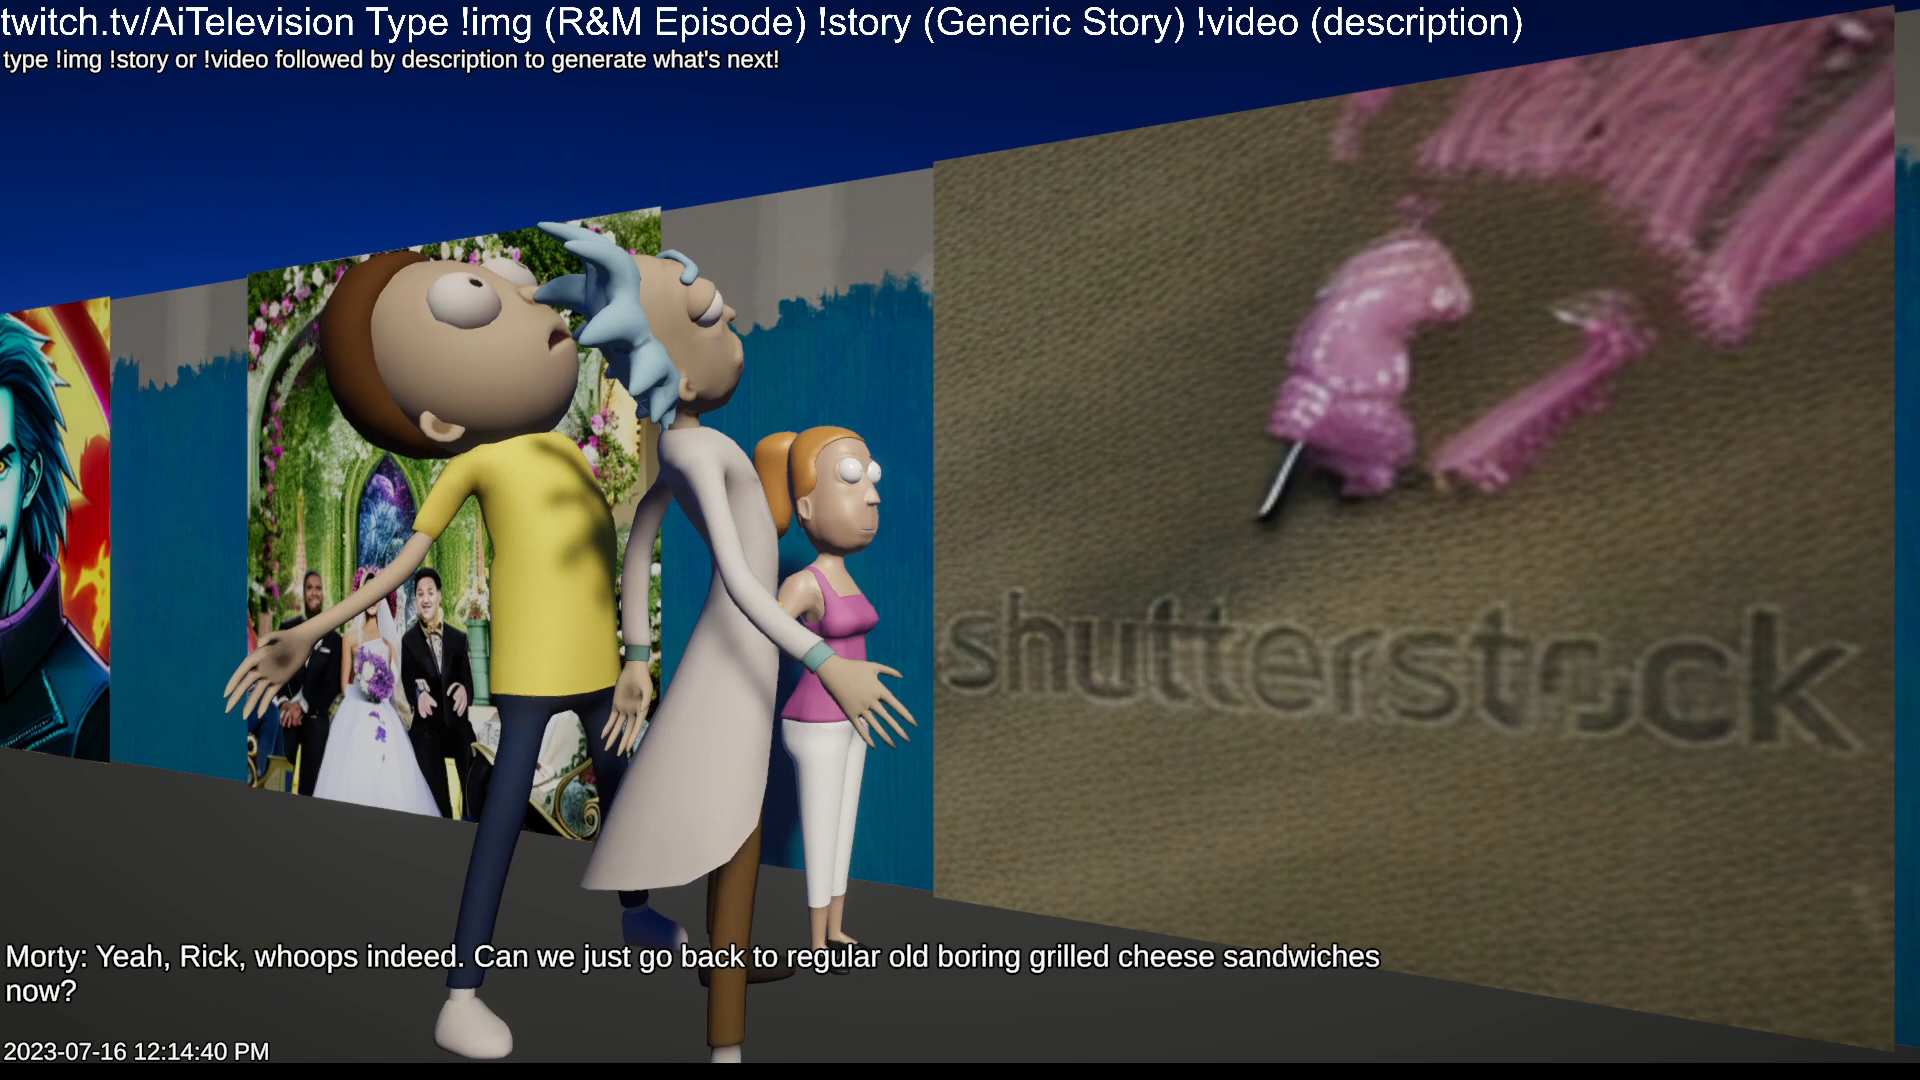 twitch.tv/AiTelevision Type !img (R&M Episode) !story (Generic Story) !video (description)
type !img !story or !video followed by description to generate what's next!
shutterstock
Morty: Yeah, Rick, whoops indeed. Can we just go back to regular old boring grilled cheese sandwiches
now?
2023-07-16 12:14:40 PM